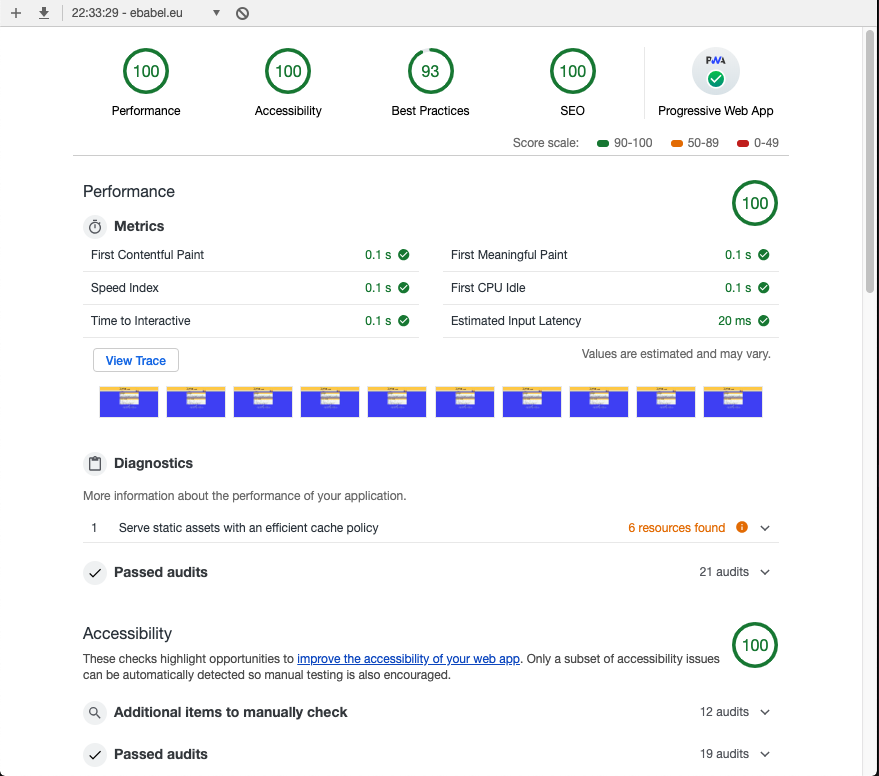 22:33:29 - ebabel.eu
100
100
93
100
PWA
Performance
Accessibility
Best Practices
SEO
Progressive Web App
Score scale: 90-100 50-89 0-49
Performance
100
Metrics
First Contentful Paint 0.1 s
First Meaningful Paint 0.1 s
Speed Index 0.1 s
First CPU Idle 0.1 s
Time to Interactive 0.1 s
Estimated Input Latency 20 ms
View Trace
Values are estimated and may vary.
Diagnostics
More information about the performance of your application.
1 Serve static assets with an efficient cache policy 6 resources found
Passed audits 21 audits
Accessibility
100
These checks highlight opportunities to improve the accessibility of your web app. Only a subset of accessibility issues
can be automatically detected so manual testing is also encouraged.
Additional items to manually check 12 audits
Passed audits 19 audits